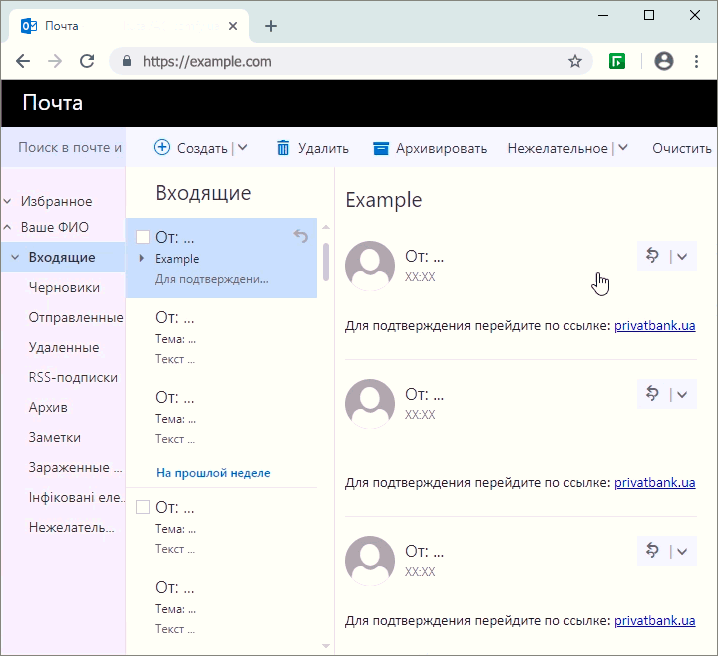 Почта
https://example.com
Почта
Поиск в почте и
Создать
Удалить
Архивировать
Нежелательное
Очистить
Избранное
Ваше ФИО
Входящие
Черновики
Отправленные
Удаленные
RSS-подписки
Архив
Заметки
Зараженные ...
Інфіковані еле..
Нежелатель...
Входящие
От: ...
Example
Для подтверждени...
От: ...
Тема: ...
Текст ...
От: ...
Тема: ...
Текст ...
На прошлой неделе
От: ...
Тема: ...
Текст ...
От: ...
Тема: ...
Текст ...
Example
От: ...
XX:XX
Для подтверждения перейдите по ссылке: privatbank.ua
От: ...
XX:XX
Для подтверждения перейдите по ссылке: privatbank.ua
От: ...
XX:XX
Для подтверждения перейдите по ссылке: privatbank.ua